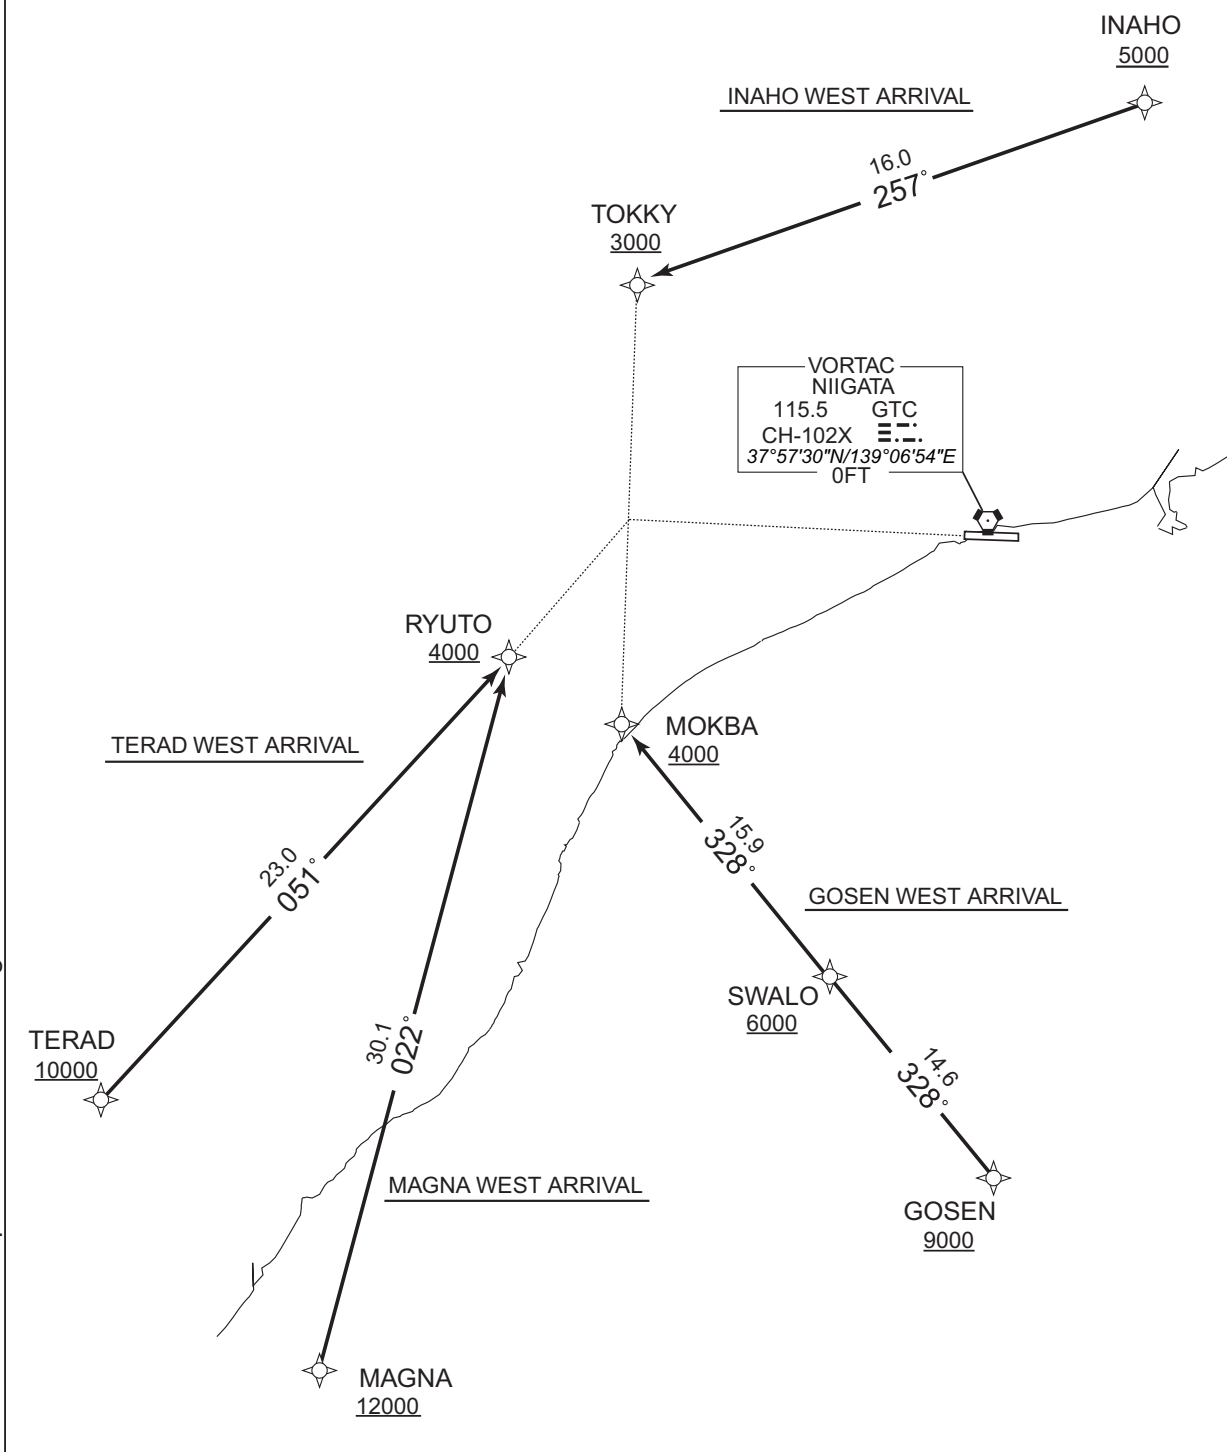 INAHO
5000
INAHO WEST ARRIVAL
16.0
257°
TOKKY
3000
VORTAC
NIIGATA
115.5 GTC
CH-102X
37°57'30"N/139°06'54"E
0FT
RYUTO
4000
MOKBA
4000
TERAD WEST ARRIVAL
15.9
328°
23.0
051°
GOSEN WEST ARRIVAL
SWALO
6000
TERAD
10000
30.1
022°
14.6
328°
MAGNA WEST ARRIVAL
GOSEN
9000
MAGNA
12000